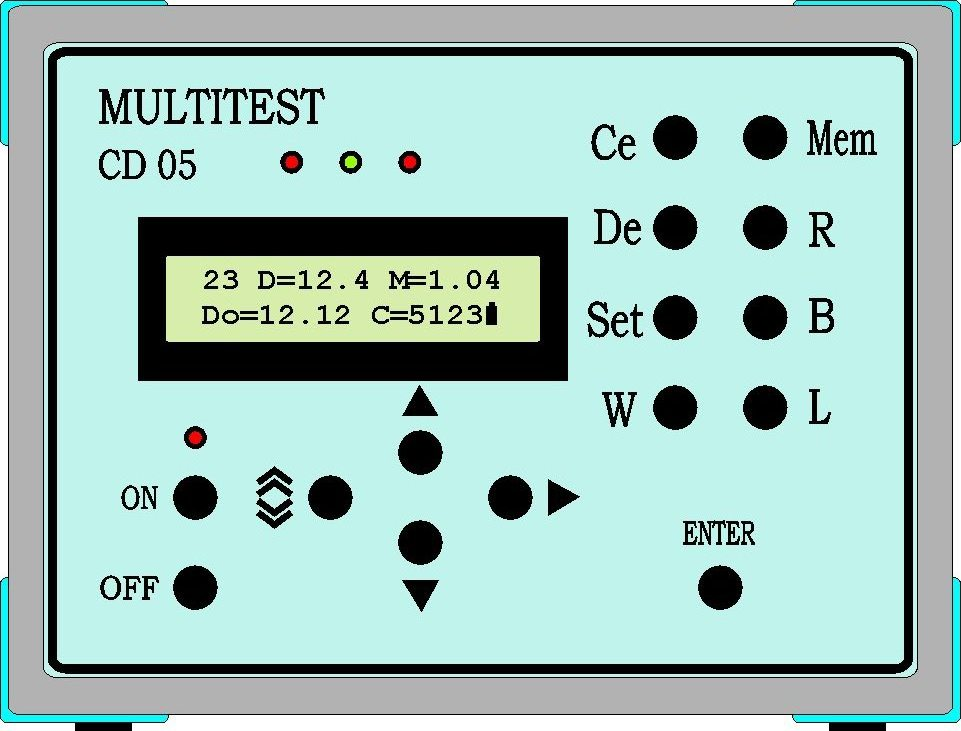 MULTITEST
CD 05
Ce
Mem
De
R
23 D=12.4 M=1.04
Do=12.12 C=5123
Set
B
W
L
ON
ENTER
OFF